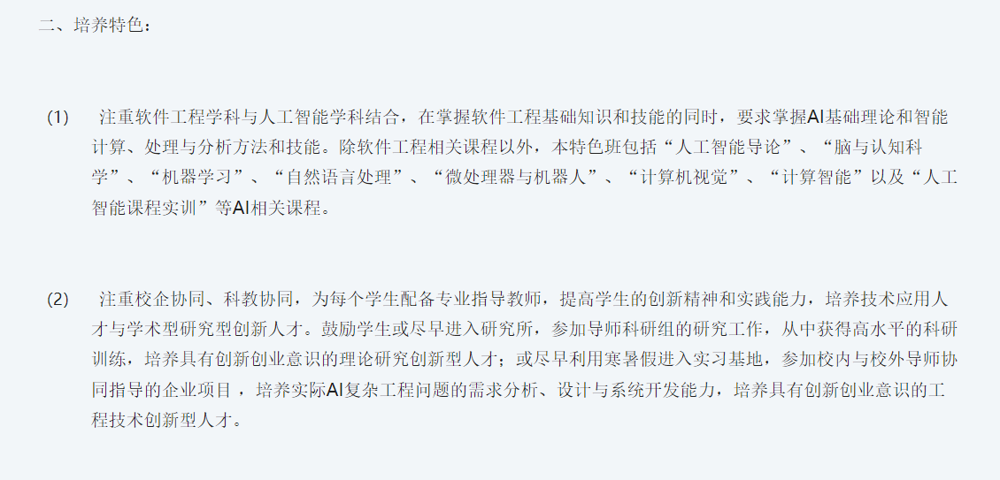 二、培养特色：
(1) 注重软件工程学科与人工智能学科结合，在掌握软件工程基础知识和技能的同时，要求掌握AI基础理论和智能
计算、处理与分析方法和技能。除软件工程相关课程以外，本特色班包括“人工智能导论”、“脑与认知科
学”、“机器学习”、“自然语言处理”、“微处理器与机器人”、“计算机视觉”、“计算智能”以及“人工
智能课程实训”等AI相关课程。
(2) 注重校企协同、科教协同，为每个学生配备专业指导教师，提高学生的创新精神和实践能力，培养技术应用人
才与学术型研究型创新人才。鼓励学生或尽早进入研究所，参加导师科研组的研究工作，从中获得高水平的科研
训练，培养具有创新创业意识的理论研究创新型人才；或尽早利用寒暑假进入实习基地，参加校内与校外导师协
同指导的企业项目 ，培养实际AI复杂工程问题的需求分析、设计与系统开发能力，培养具有创新创业意识的工
程技术创新型人才。